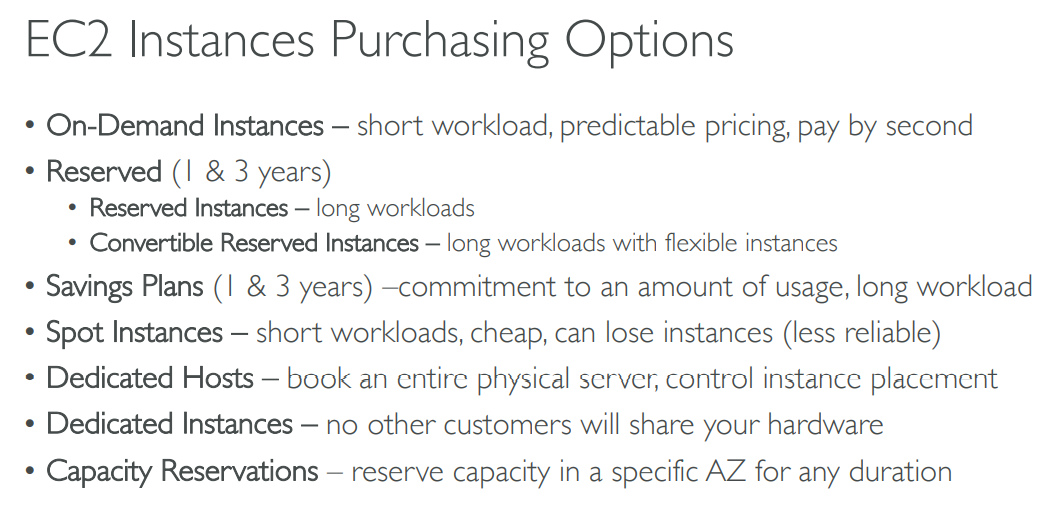 EC2 Instances Purchasing Options
• On-Demand Instances – short workload, predictable pricing, pay by second
• Reserved (1 & 3 years)
• Reserved Instances – long workloads
• Convertible Reserved Instances – long workloads with flexible instances
• Savings Plans (1 & 3 years) –commitment to an amount of usage, long workload
• Spot Instances – short workloads, cheap, can lose instances (less reliable)
• Dedicated Hosts – book an entire physical server, control instance placement
• Dedicated Instances – no other customers will share your hardware
• Capacity Reservations – reserve capacity in a specific AZ for any duration